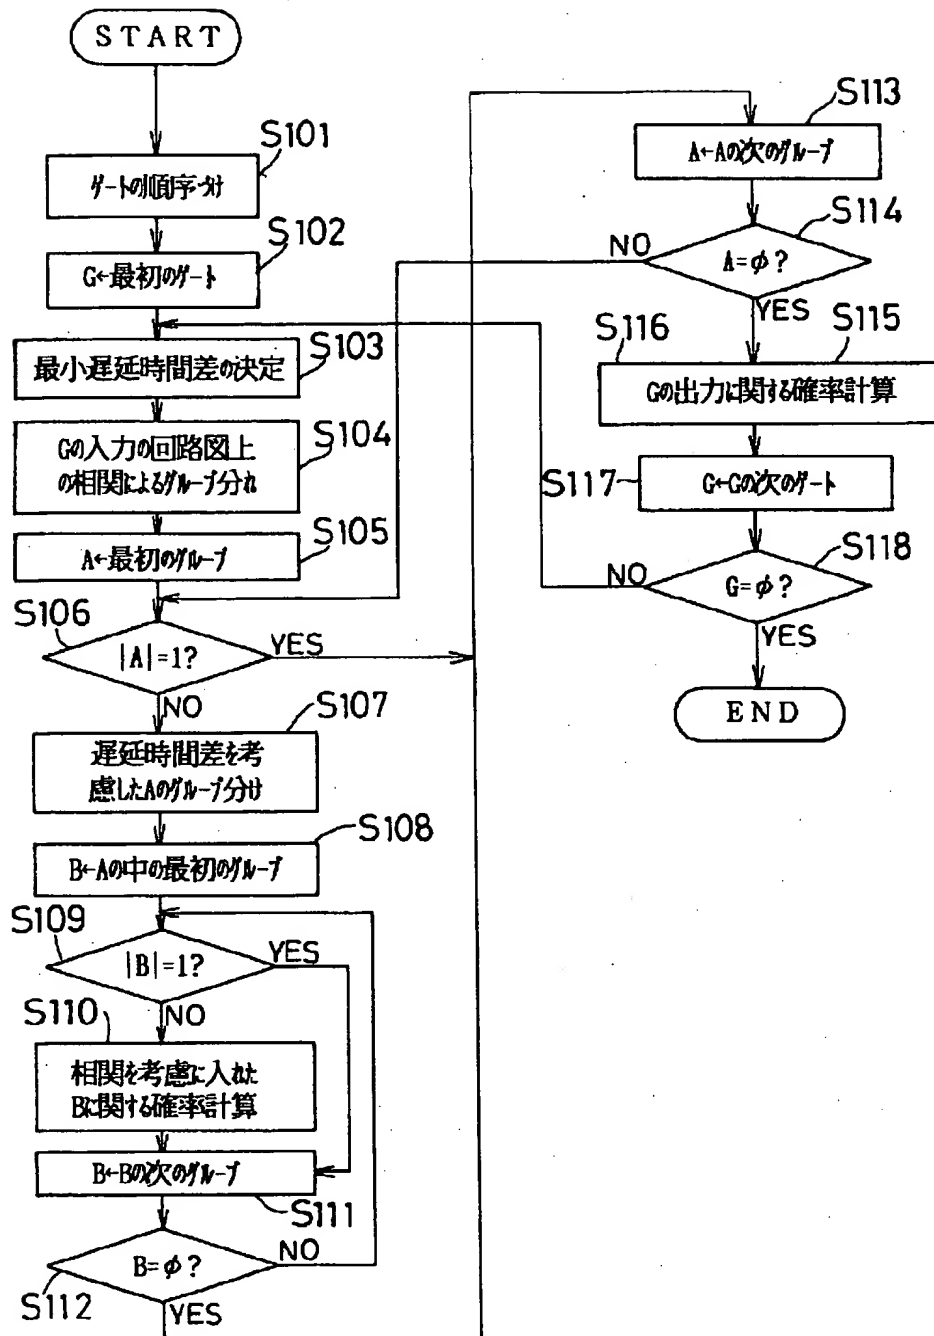 START
S101
ゲートの順序づけ
S102
G←最初のゲート
S103
最小遅延時間差の決定
S104
Gの入力の回路図上
の相関によるグループ分れ
S105
A←最初のグループ
S106
|A|=1?
YES
NO
S107
遅延時間差を考
慮したAのグループ分け
S108
B←Aの中の最初のグループ
S109
|B|=1?
YES
NO
S110
相関を考慮に入れた
Bに関する確率計算
B←Bの次のグループ
S111
B=φ?
NO
S112
YES
S113
A←Aの次のグループ
S114
NO
A=φ?
YES
S116
S115
Gの出力に関する確率計算
S117
G←Gの次のゲート
S118
NO
G=φ?
YES
END